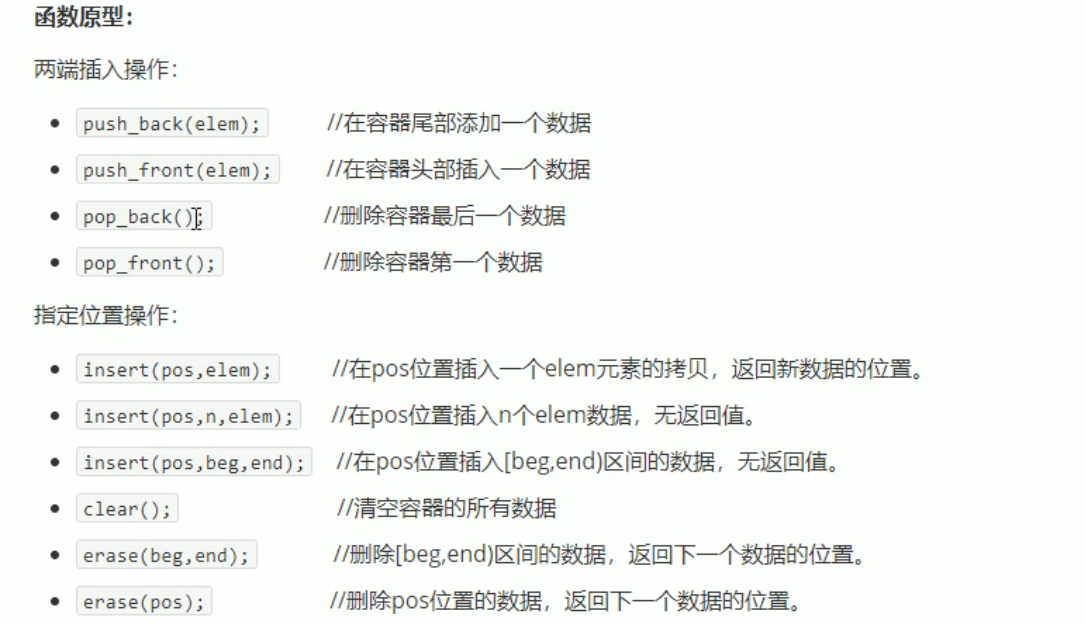 函数原型：
两端插入操作：
push_back(elem); //在容器尾部添加一个数据
push_front(elem); //在容器头部插入一个数据
pop_back(); //删除容器最后一个数据
pop_front(); //删除容器第一个数据
指定位置操作：
insert(pos,elem); //在pos位置插入一个elem元素的拷贝，返回新数据的位置。
insert(pos,n,elem); //在pos位置插入n个elem数据，无返回值。
insert(pos,beg,end); //在pos位置插入[beg,end)区间的数据，无返回值。
clear(); //清空容器的所有数据
erase(beg,end); //删除[beg,end)区间的数据，返回下一个数据的位置。
erase(pos); //删除pos位置的数据，返回下一个数据的位置。